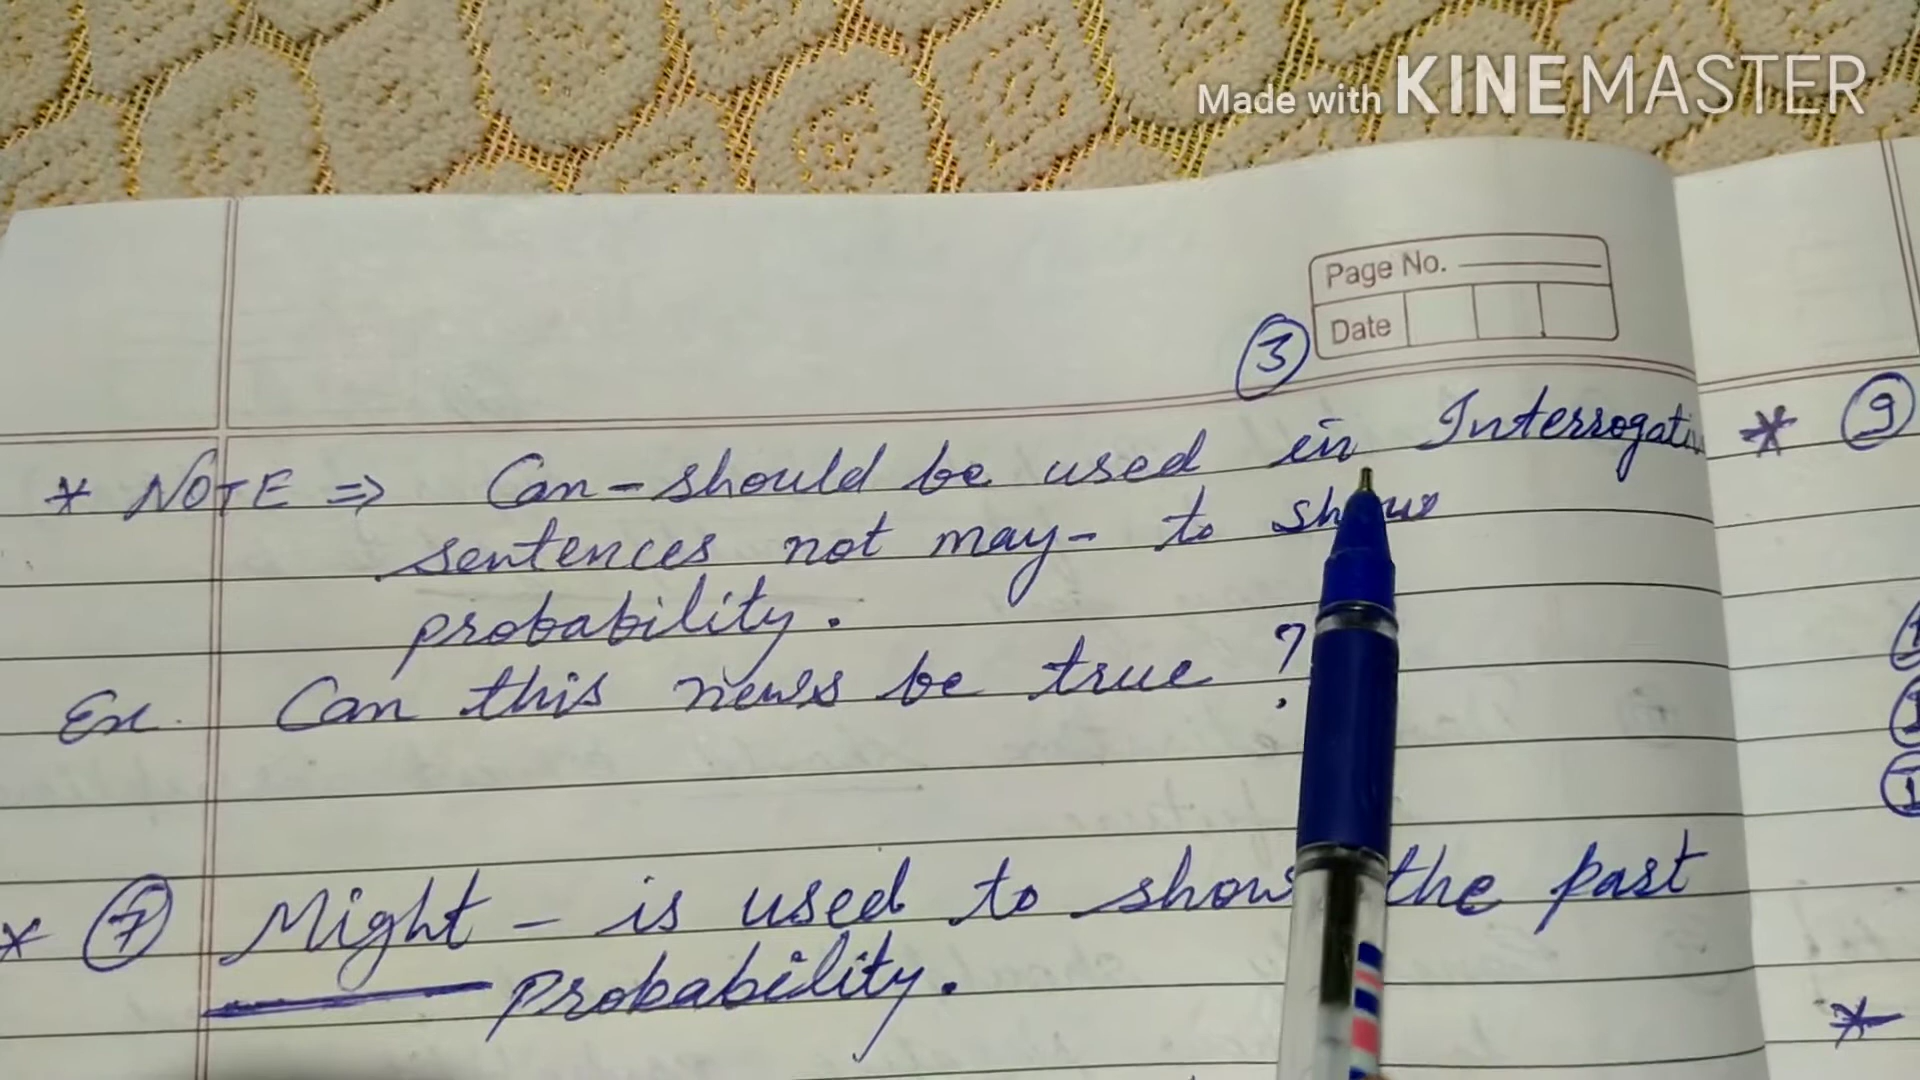 Made with KINEMASTER
Page No.
Date
3
* NOTE ⇒ Can - should be used in Interrogati
sentences not may - to show
probability.
Ex. Can this news be true ?
* 7 Might - is used to show the past
probability.
* 9
*